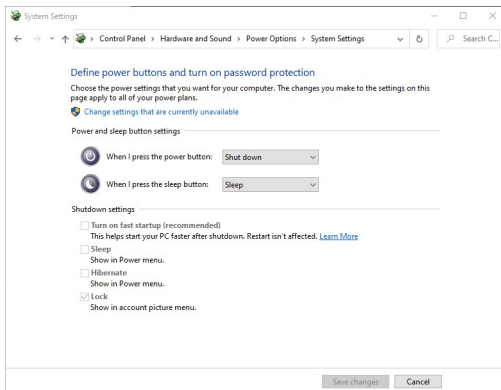 System Settings
Control Panel > Hardware and Sound > Power Options > System Settings
Search C...
Define power buttons and turn on password protection
Choose the power settings that you want for your computer. The changes you make to the settings on this
page apply to all of your power plans.
Change settings that are currently unavailable
Power and sleep button settings
When I press the power button: Shut down
When I press the sleep button: Sleep
Shutdown settings
Turn on fast startup (recommended)
This helps start your PC faster after shutdown. Restart isn't affected. Learn More
Sleep
Show in Power menu.
Hibernate
Show in Power menu.
Lock
Show in account picture menu.
Save changes Cancel